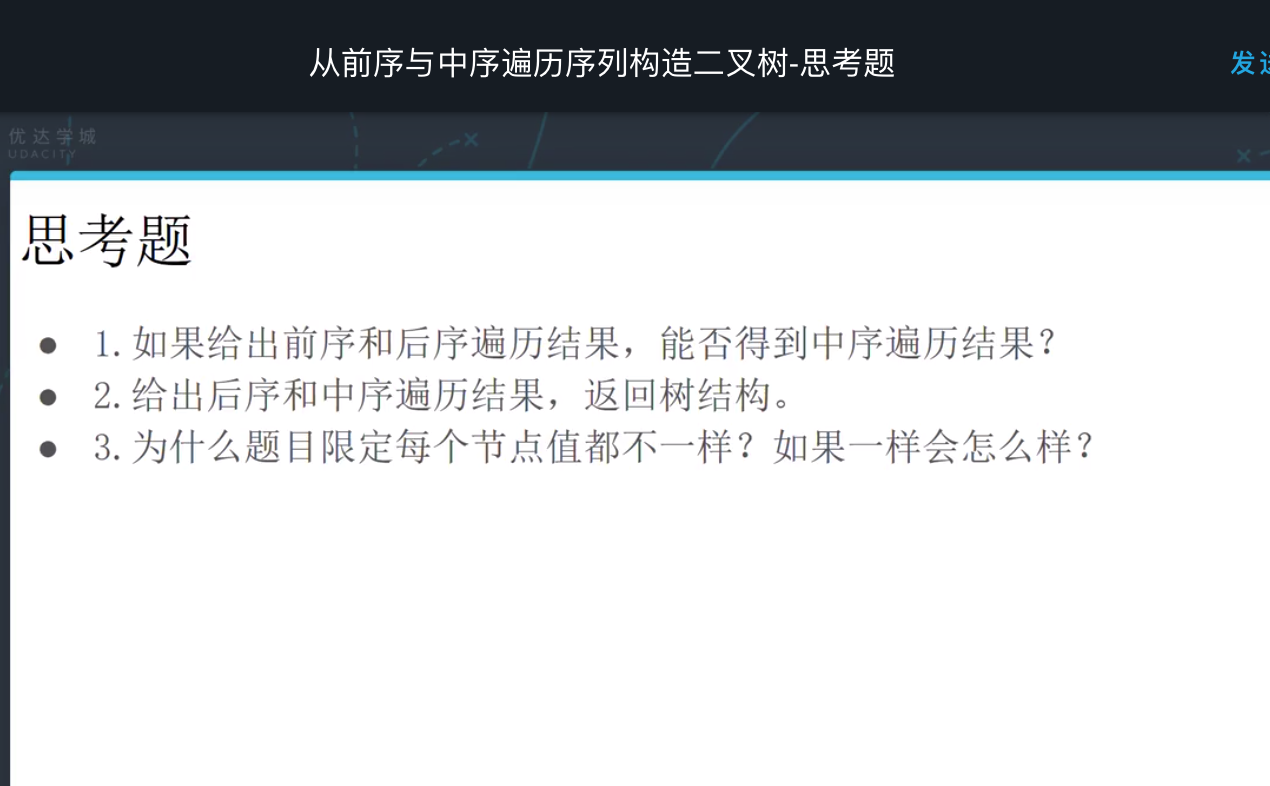 从前序与中序遍历序列构造二叉树-思考题
发送
优达学城
UDACITY
思考题
● 1.如果给出前序和后序遍历结果，能否得到中序遍历结果？
● 2.给出后序和中序遍历结果，返回树结构。
● 3.为什么题目限定每个节点值都不一样？如果一样会怎么样？